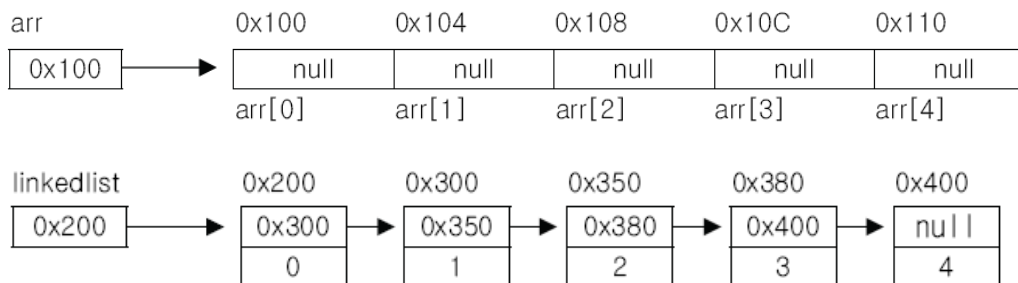 arr 0x100 0x104 0x108 0x10C 0x110
0x100 null null null null null
arr[0] arr[1] arr[2] arr[3] arr[4]
linkedlist 0x200 0x300 0x350 0x380 0x400
0x200 0x300 0x350 0x380 0x400 null
0 1 2 3 4